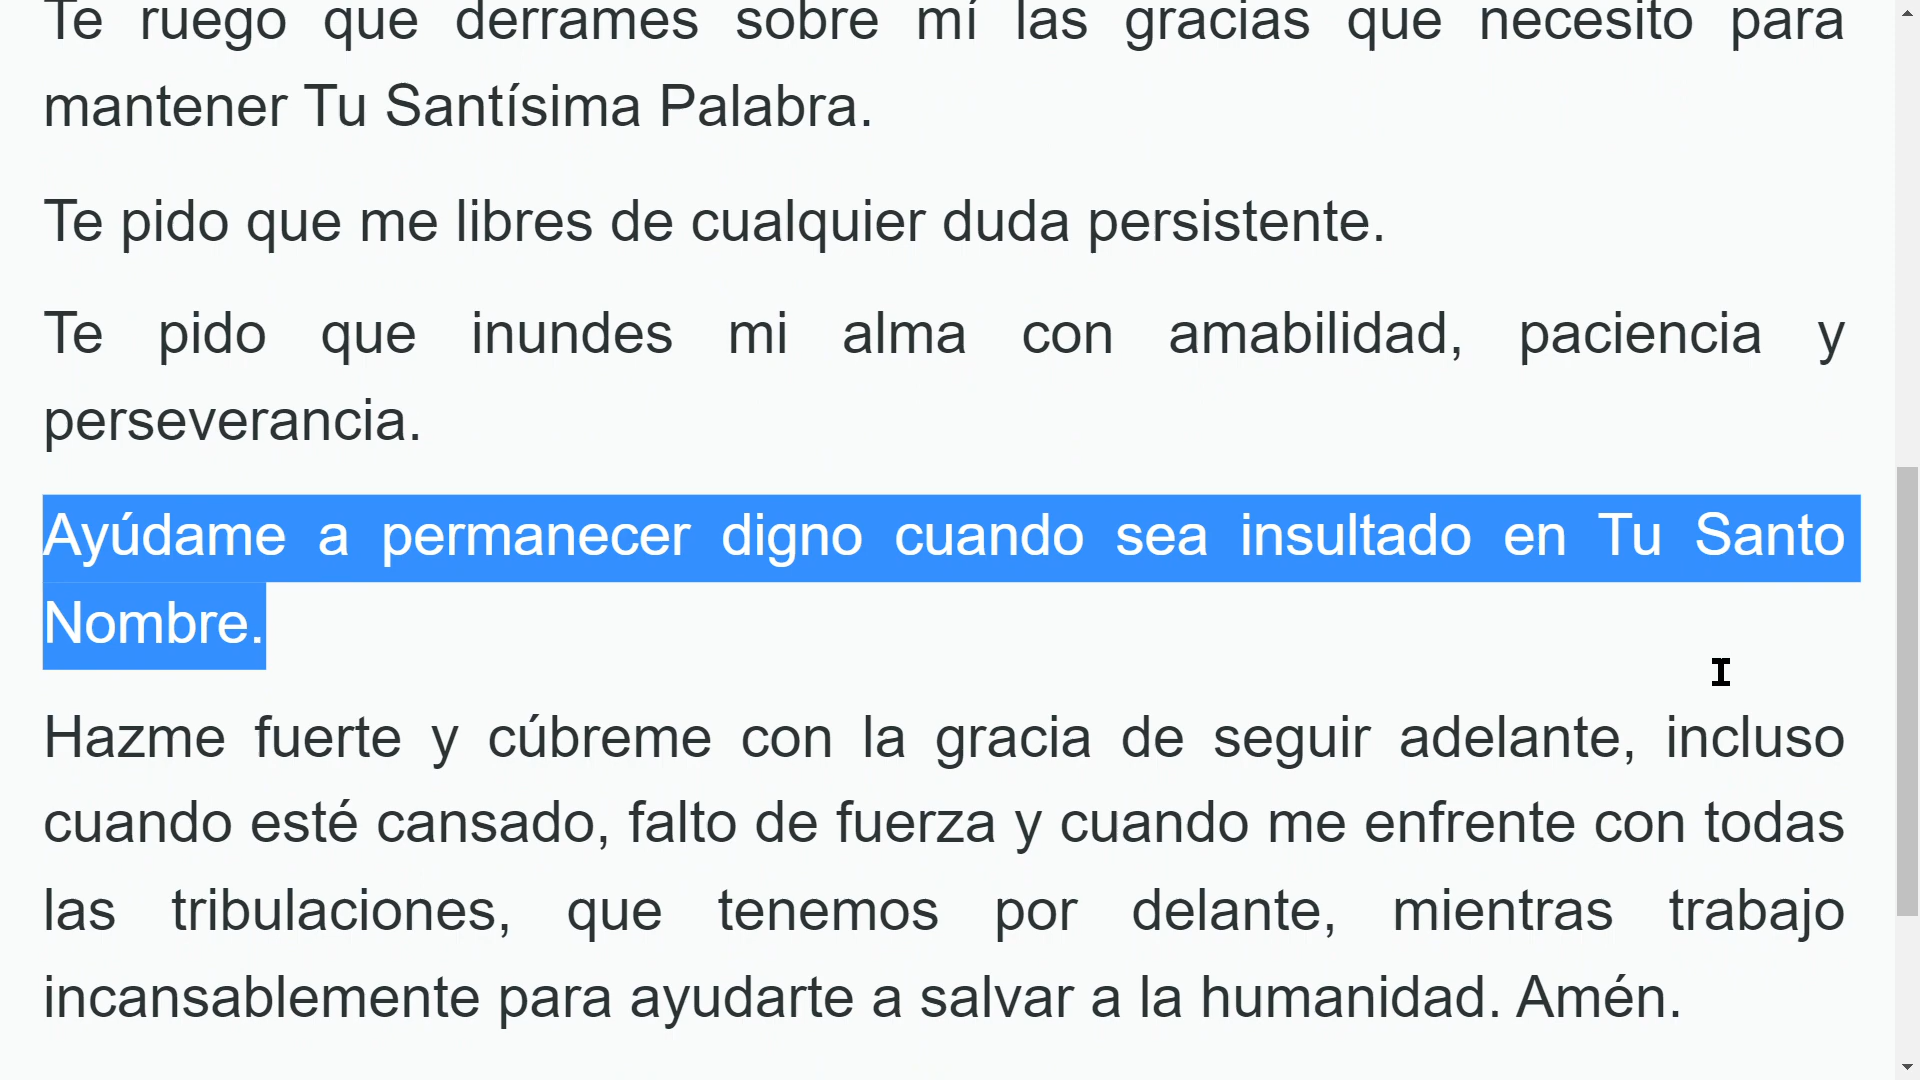 Te ruego que derrames sobre mí las gracias que necesito para
mantener Tu Santísima Palabra.
Te pido que me libres de cualquier duda persistente.
Te pido que inundes mi alma con amabilidad, paciencia y
perseverancia.
Ayúdame a permanecer digno cuando sea insultado en Tu Santo
Nombre.
Hazme fuerte y cúbreme con la gracia de seguir adelante, incluso
cuando esté cansado, falto de fuerza y cuando me enfrente con todas
las tribulaciones, que tenemos por delante, mientras trabajo
incansablemente para ayudarte a salvar a la humanidad. Amén.